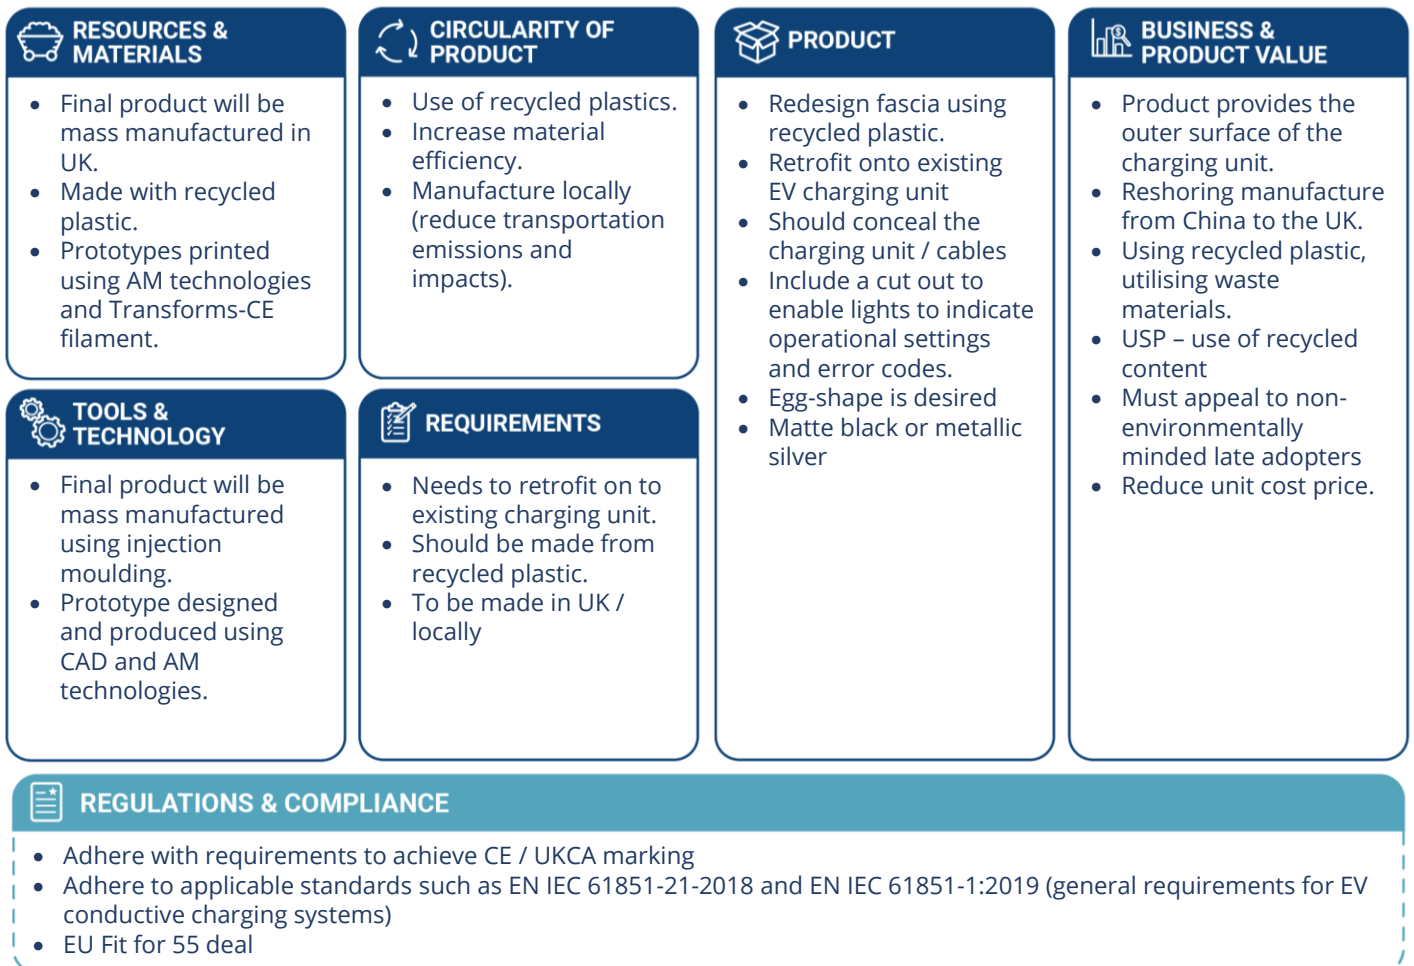 RESOURCES &
MATERIALS
Final product will be
mass manufactured in
UK.
Made with recycled
plastic.
Prototypes printed
using AM technologies
and Transforms-CE
filament.
CIRCULARITY OF
PRODUCT
Use of recycled plastics.
Increase material
efficiency.
Manufacture locally
(reduce transportation
emissions and
impacts).
PRODUCT
Redesign fascia using
recycled plastic.
Retrofit onto existing
EV charging unit
Should conceal the
charging unit / cables
Include a cut out to
enable lights to indicate
operational settings
and error codes.
Egg-shape is desired
Matte black or metallic
silver
BUSINESS &
PRODUCT VALUE
Product provides the
outer surface of the
charging unit.
Reshoring manufacture
from China to the UK.
Using recycled plastic,
utilising waste
materials.
USP – use of recycled
content
Must appeal to non-
environmentally
minded late adopters
Reduce unit cost price.
TOOLS &
TECHNOLOGY
Final product will be
mass manufactured
using injection
moulding.
Prototype designed
and produced using
CAD and AM
technologies.
REQUIREMENTS
Needs to retrofit on to
existing charging unit.
Should be made from
recycled plastic.
To be made in UK /
locally
REGULATIONS & COMPLIANCE
Adhere with requirements to achieve CE / UKCA marking
Adhere to applicable standards such as EN IEC 61851-21-2018 and EN IEC 61851-1:2019 (general requirements for EV
conductive charging systems)
EU Fit for 55 deal